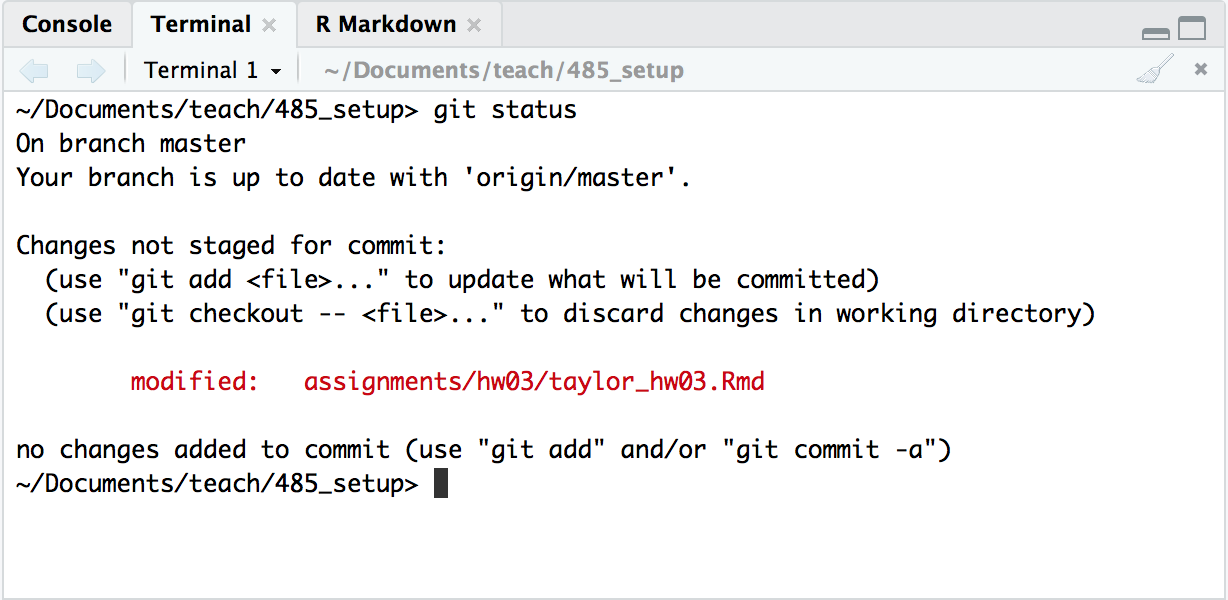 Console Terminal × R Markdown ×
Terminal 1 ~/Documents/teach/485_setup
~/Documents/teach/485_setup> git status
On branch master
Your branch is up to date with 'origin/master'.
Changes not staged for commit:
(use "git add <file>..." to update what will be committed)
(use "git checkout -- <file>..." to discard changes in working directory)
modified: assignments/hw03/taylor_hw03.Rmd
no changes added to commit (use "git add" and/or "git commit -a")
~/Documents/teach/485_setup>